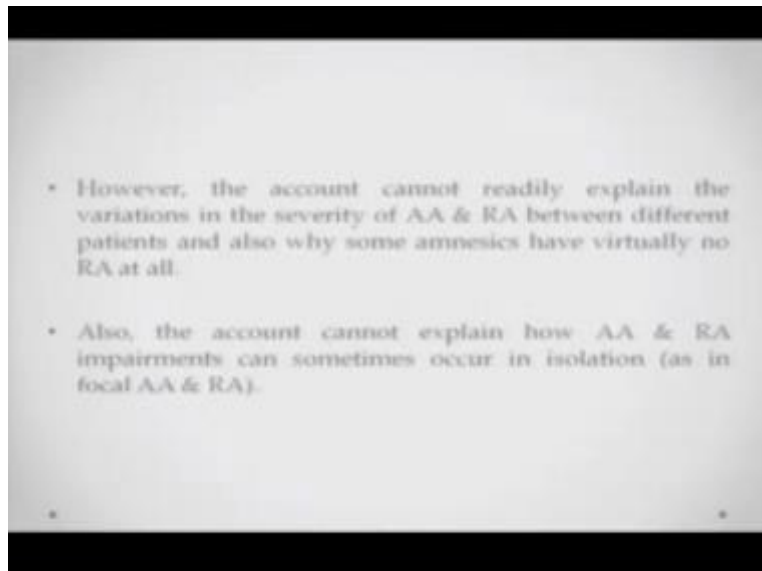 • However, the account cannot readily explain the
variations in the severity of AA & RA between different
patients and also why some amnesics have virtually no
RA at all.
• Also, the account cannot explain how AA & RA
impairments can sometimes occur in isolation (as in
focal AA & RA).